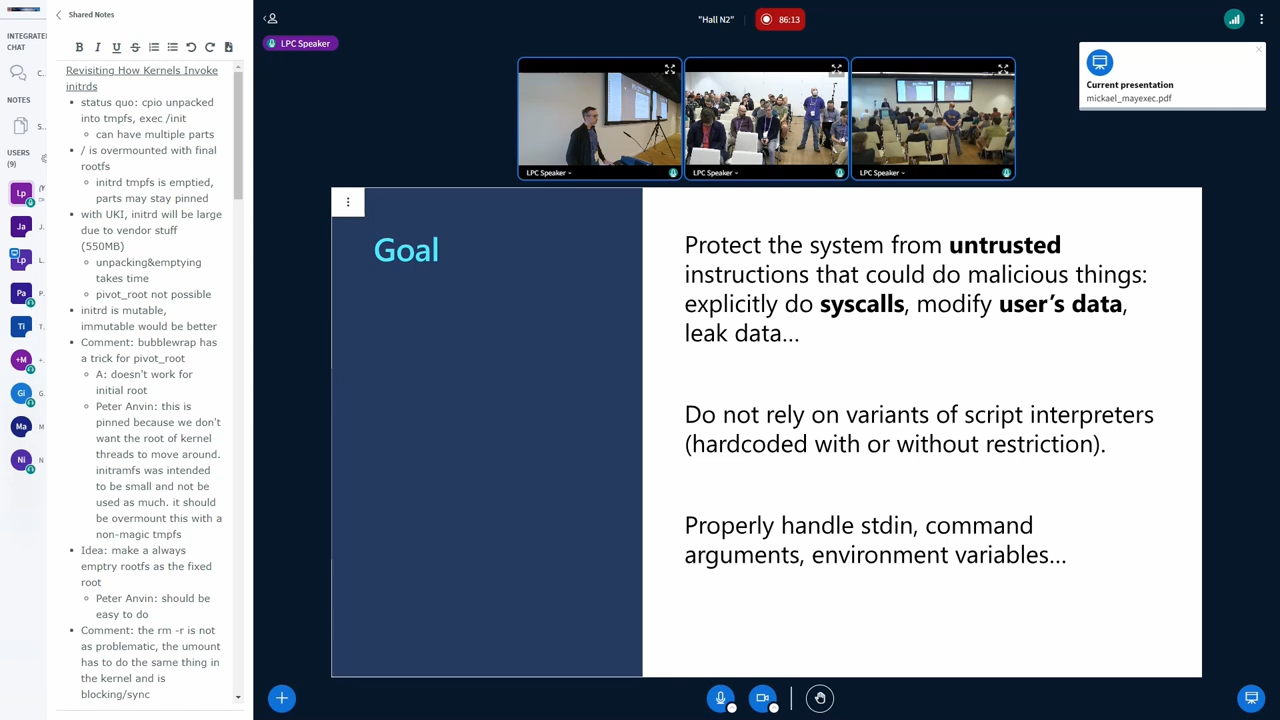 Shared Notes
"Hall N2"
86:13
INTEGRATE
CHAT
C..
NOTES
S..
USERS
(9)
Lp
Ja
J.
Lp
L.
Pa
P.
Ti
T.
+M
Gi
G.
Ma
M
Ni
N
B I U S
Revisiting How Kernels Invoke
initrds
status quo: cpio unpacked
into tmpfs, exec /init
can have multiple parts
/ is overmounted with final
rootfs
initrd tmpfs is emptied,
parts may stay pinned
with UKI, initrd will be large
due to vendor stuff
(550MB)
unpacking&emptying
takes time
pivot_root not possible
initrd is mutable,
immutable would be better
Comment: bubblewrap has
a trick for pivot_root
A: doesn't work for
initial root
Peter Anvin: this is
pinned because we don't
want the root of kernel
threads to move around.
initramfs was intended
to be small and not be
used as much. it should
be overmount this with a
non-magic tmpfs
Idea: make a always
emptry rootfs as the fixed
root
Peter Anvin: should be
easy to do
Comment: the rm -r is not
as problematic, the umount
has to do the same thing in
the kernel and is
blocking/sync
LPC Speaker
LPC Speaker
LPC Speaker
LPC Speaker
Current presentation
mickael_mayexec.pdf
Goal
Protect the system from untrusted
instructions that could do malicious things:
explicitly do syscalls, modify user's data,
leak data...
Do not rely on variants of script interpreters
(hardcoded with or without restriction).
Properly handle stdin, command
arguments, environment variables...